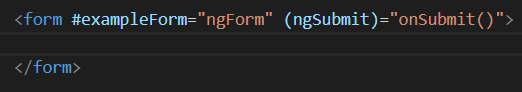 <form #exampleForm="ngForm" (ngSubmit)="onSubmit()">
</form>